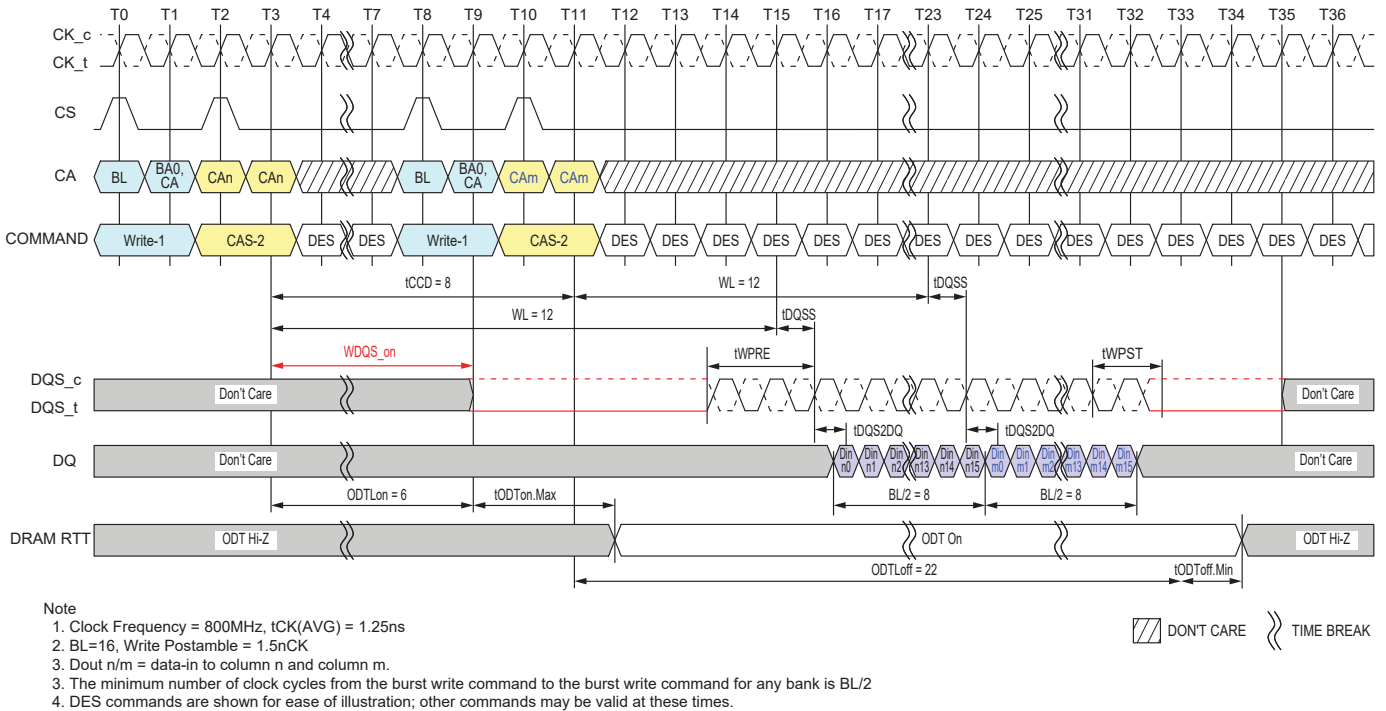 T0 T1 T2 T3 T4 T7 T8 T9 T10 T11 T12 T13 T14 T15 T16 T17 T23 T24 T25 T31 T32 T33 T34 T35 T36
CK_c
CK_t
CS
CA BL BA0, CA CAn CAn BL BA0, CA CAm CAm
COMMAND Write-1 CAS-2 DES DES Write-1 CAS-2 DES DES DES DES DES DES DES DES DES DES DES DES DES DES DES
tCCD = 8 WL = 12 tDQSS
WL = 12 tDQSS
WDQS_on tWPRE tWPST
DQS_c
DQS_t Don't Care Don't Care
tDQS2DQ tDQS2DQ
DQ Don't Care Din n0 Din n1 Din n2 Din n13 Din n14 Din n15 Din m0 Din m1 Din m2 Din m13 Din m14 Din m15 Don't Care
ODTLon = 6 tODTon.Max BL/2 = 8 BL/2 = 8
DRAM RTT ODT Hi-Z ODT On ODT Hi-Z
ODTLoff = 22 tODToff.Min
Note
1. Clock Frequency = 800MHz, tCK(AVG) = 1.25ns
2. BL=16, Write Postamble = 1.5nCK
3. Dout n/m = data-in to column n and column m.
3. The minimum number of clock cycles from the burst write command to the burst write command for any bank is BL/2
4. DES commands are shown for ease of illustration; other commands may be valid at these times.
DON'T CARE TIME BREAK